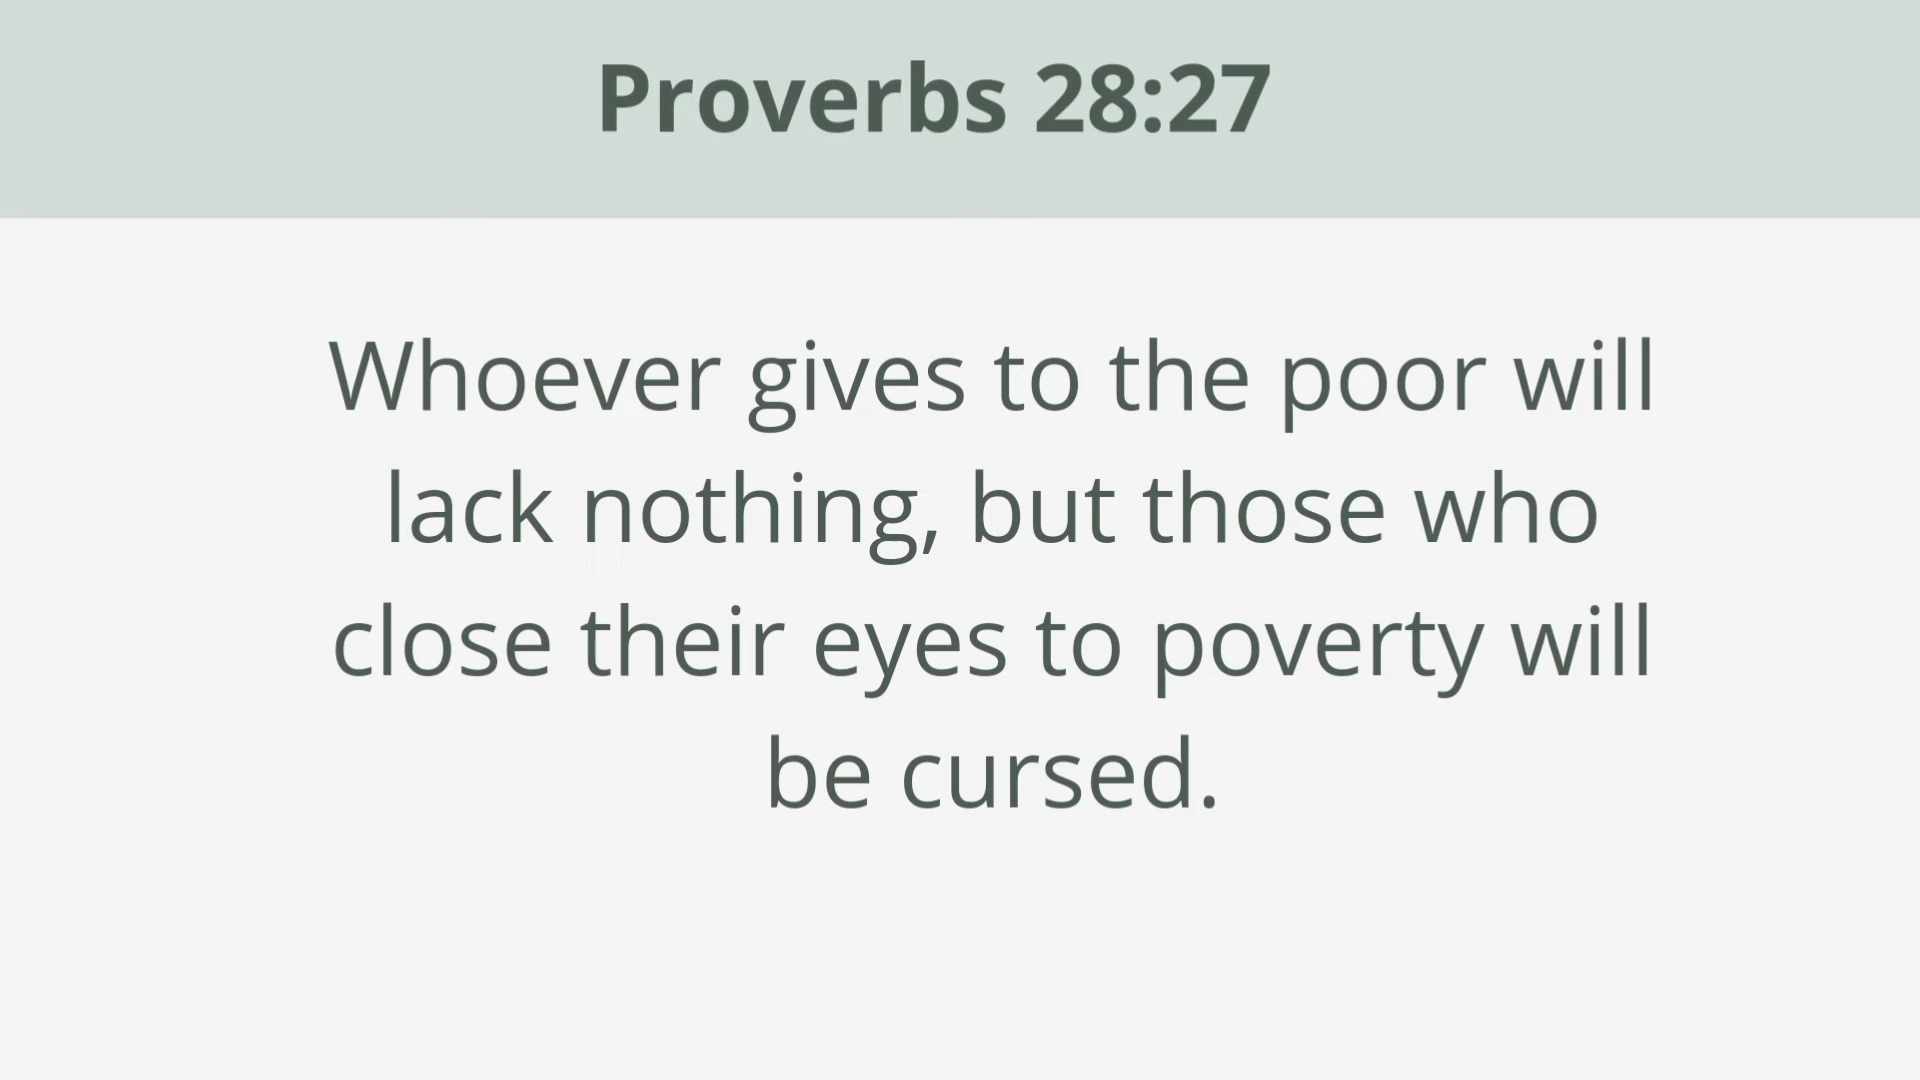 Proverbs 28:27
Whoever gives to the poor will
lack nothing, but those who
close their eyes to poverty will
be cursed.